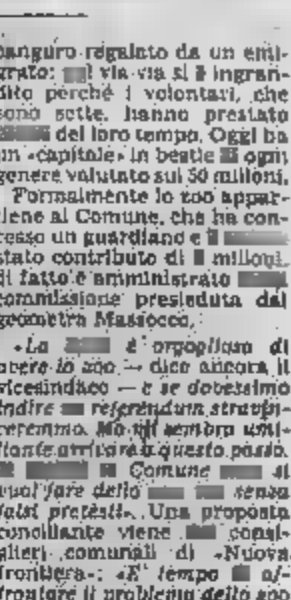 canguro regalato da un emi-
grato: via via si è ingran-
dito perché i volontari, che
sono sette, hanno prestato
del loro tempo. Oggi ha
un «capitale» in bestie ogni
genere valutato sui 50 milioni.
Formalmente lo zoo appar-
tiene al Comune, che ha con-
cesso un guardiano e
stato contributo di milioni,
di fatto è amministrato
commissione presieduta dal
geometra Massocco.
«La è orgogliosa di
avere lo zoo — dice ancora il
vicesindaco — e se dovessimo
indire referendum stravin-
ceremmo. Ma mi sembra umi-
liante arrivare a questo passo.
Comune si
vuol fare dello senza
falsi pretesti». Una proposta
conciliante viene consi-
glieri comunali di «Nuova
frontiera»: «E' tempo af-
frontare il problema dello zoo